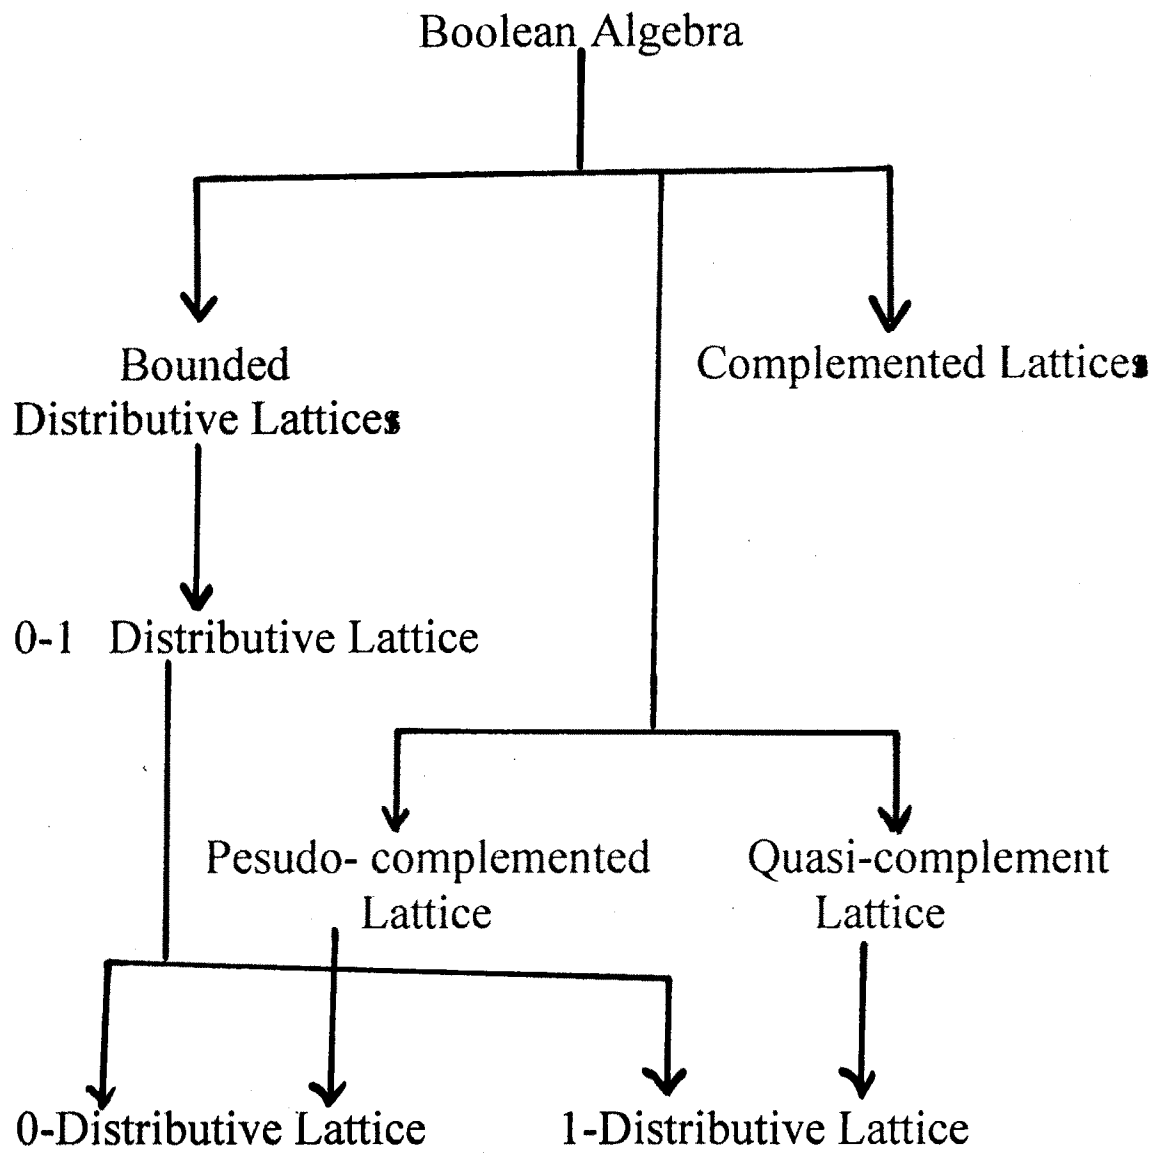 Boolean Algebra
Bounded
Distributive Lattices
Complemented Lattices
0-1 Distributive Lattice
Pesudo- complemented
Lattice
Quasi-complement
Lattice
0-Distributive Lattice
1-Distributive Lattice